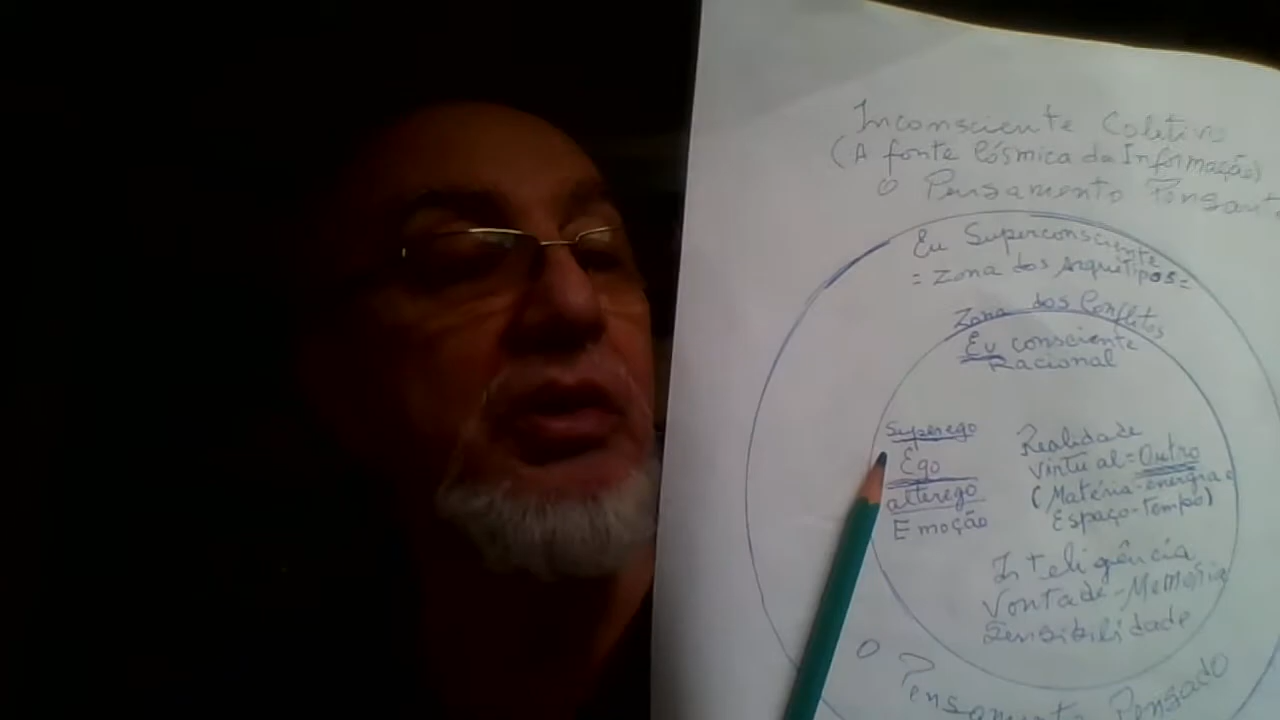 Inconsciente Coletivo
(A fonte Cósmica da Informação)
O Pensamento Pensante
Eu Superconsciente
= Zona dos Arquétipos =
Zona dos Conflitos
Eu consciente
Racional
Superego
Ego
alterego
Emoção
Realidade
virtual = Outro
(Matéria-energia e
Espaço-Tempo)
Inteligência
Vontade - Memória
Sensibilidade
O Pensamento Pensado